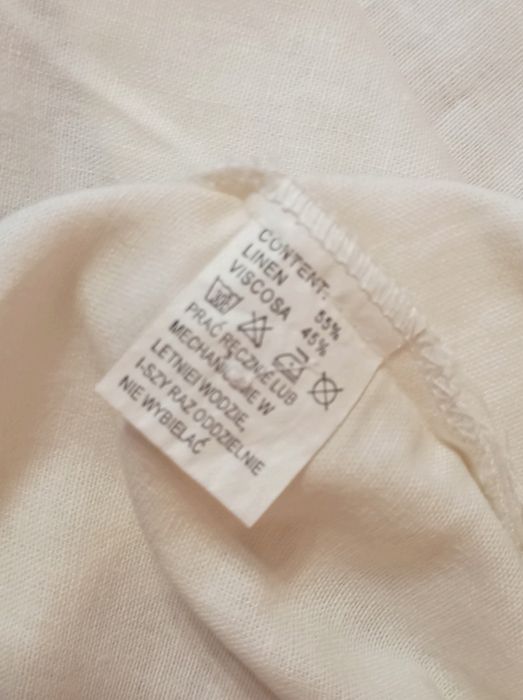 CONTENT:
LINEN 55%
VISCOSA 45%
PRAĆ RĘCZNIE LUB
MECHANICZNIE W
LETNIEJ WODZIE,
I-SZY RAZ ODDZIELNIE
NIE WYBIELAĆ